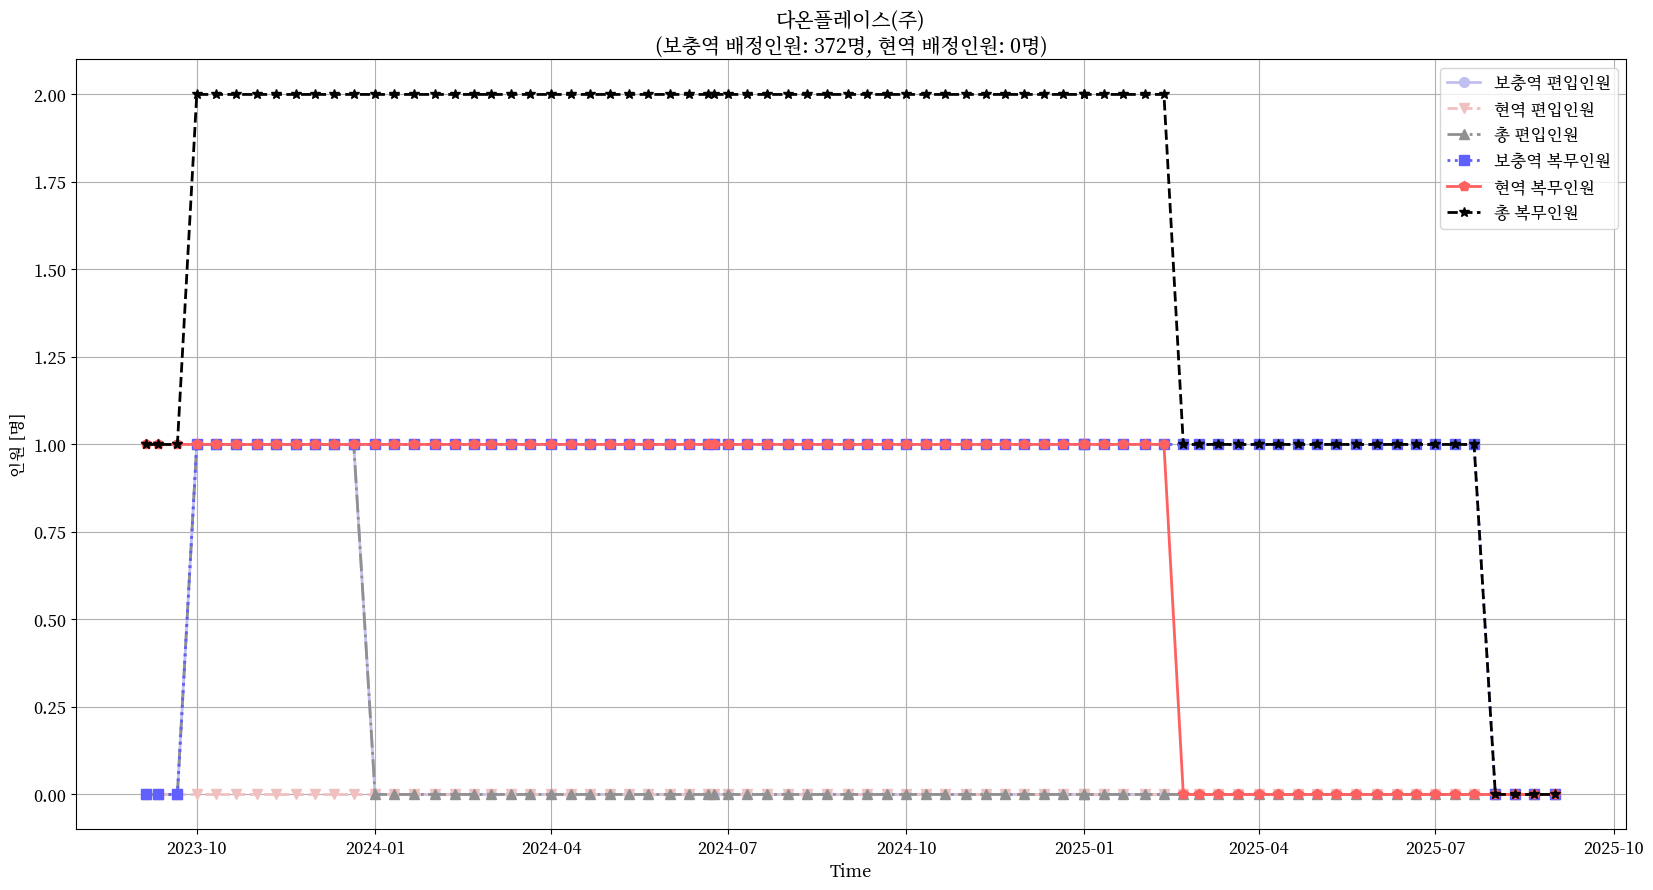 다온플레이스(주)
(보충역 배정인원: 372명, 현역 배정인원: 0명)
보충역 편입인원
현역 편입인원
총 편입인원
보충역 복무인원
현역 복무인원
총 복무인원
인원 [명]
2.00
1.75
1.50
1.25
1.00
0.75
0.50
0.25
0.00
2023-10
2024-01
2024-04
2024-07
2024-10
2025-01
2025-04
2025-07
2025-10
Time